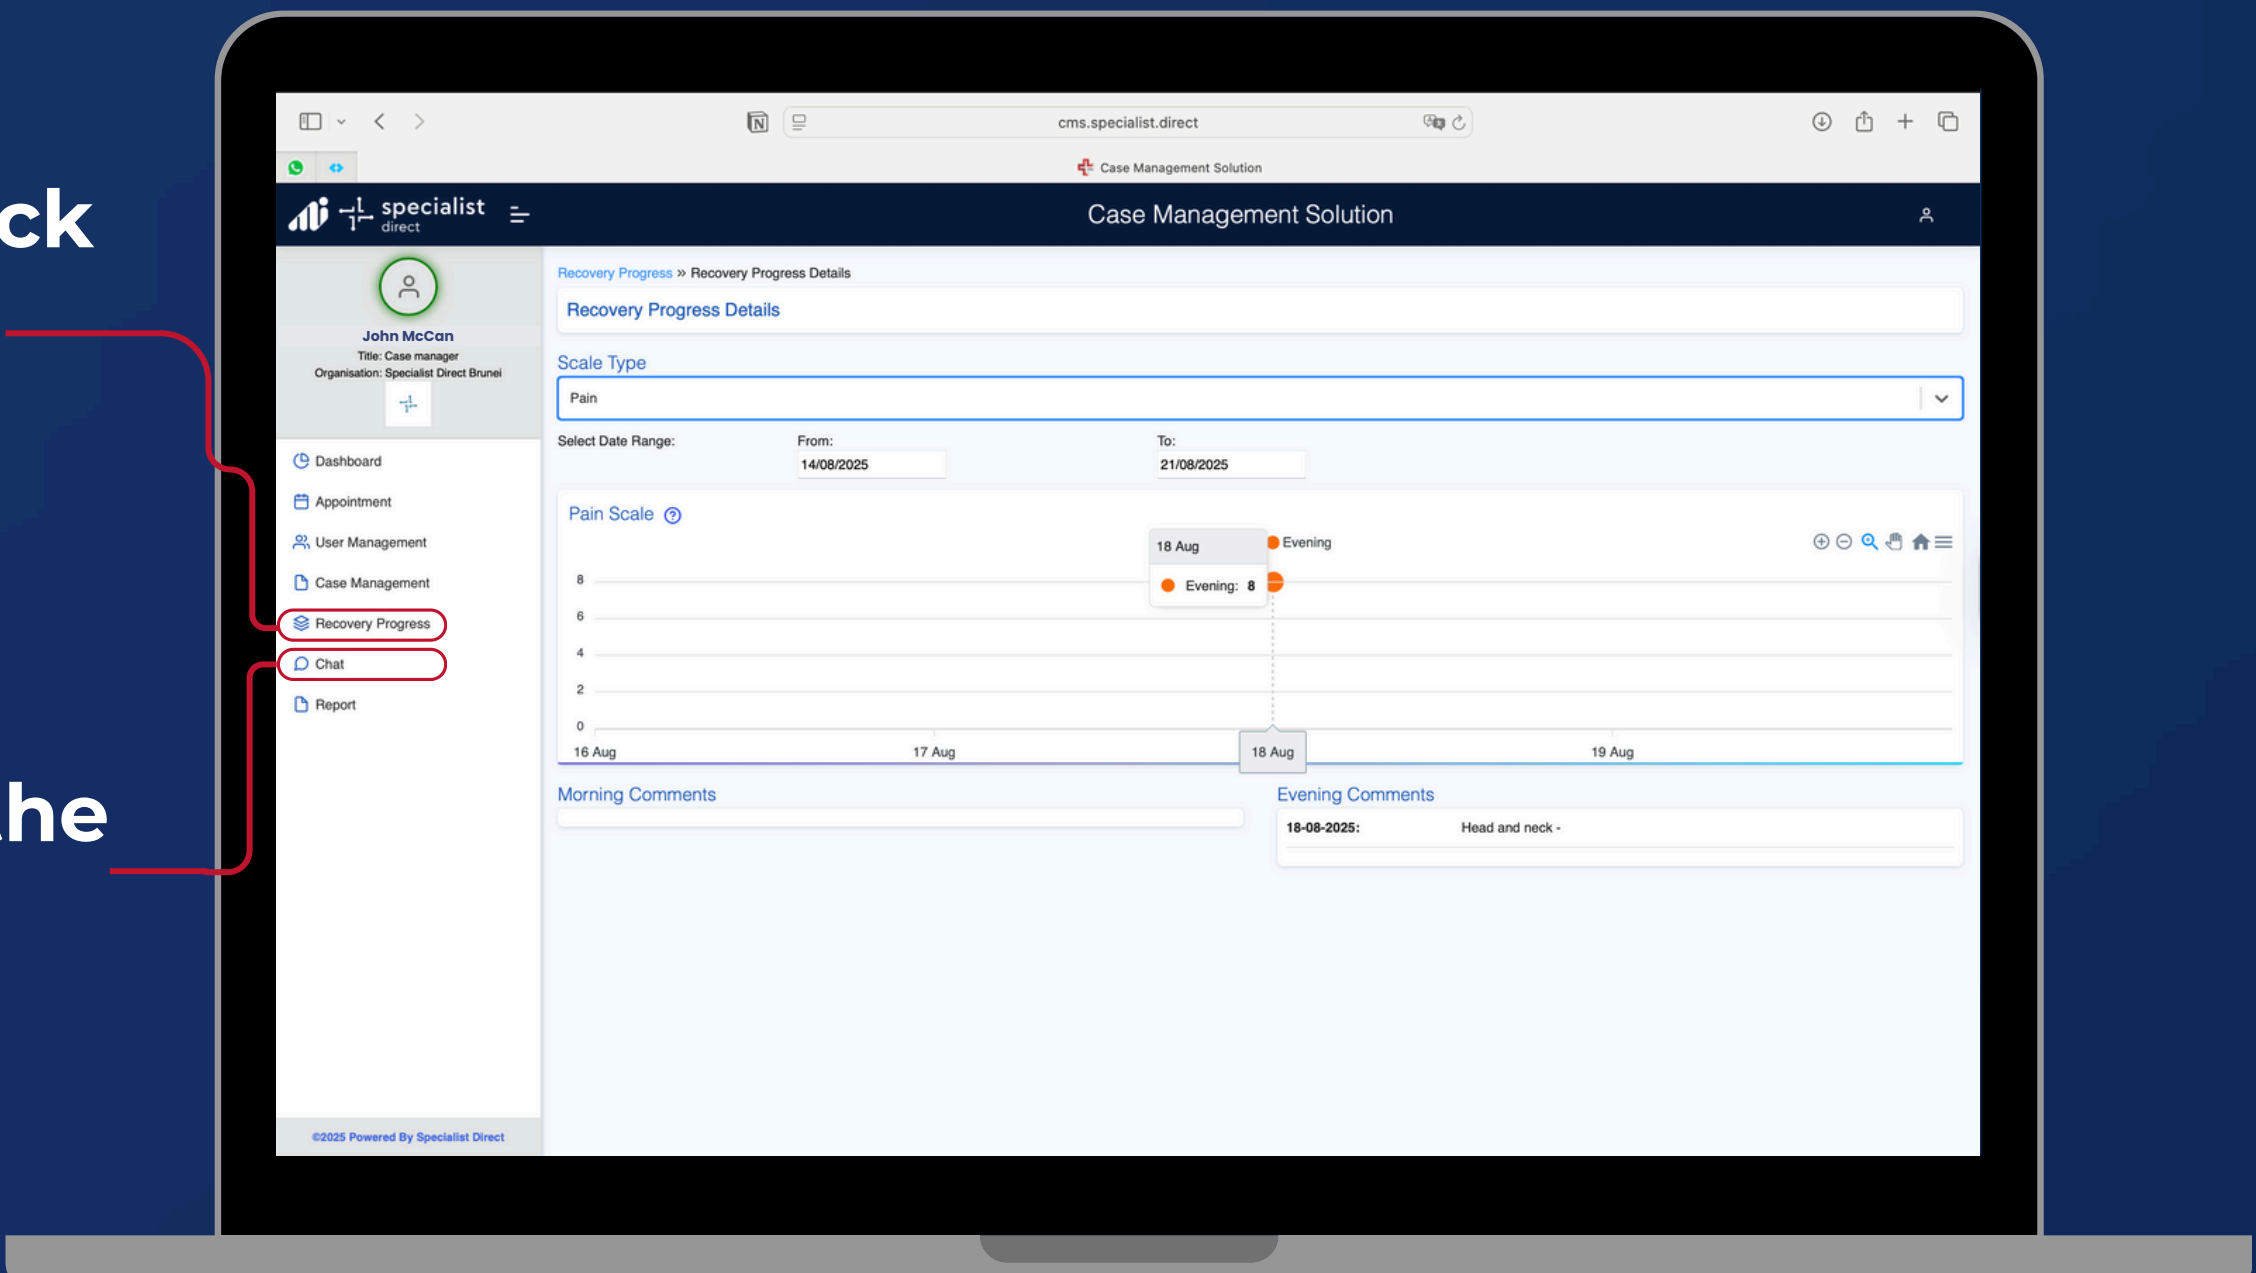 ck
the
cms.specialist.direct
Case Management Solution
specialist
direct
Case Management Solution
John McCan
Title: Case manager
Organisation: Specialist Direct Brunei
Dashboard
Appointment
User Management
Case Management
Recovery Progress
Chat
Report
©2025 Powered By Specialist Direct
Recovery Progress » Recovery Progress Details
Recovery Progress Details
Scale Type
Pain
Select Date Range: From: To:
14/08/2025 21/08/2025
Pain Scale
18 Aug
Evening: 8
Evening
8
6
4
2
0
16 Aug 17 Aug 18 Aug 19 Aug
Morning Comments
Evening Comments
18-08-2025: Head and neck -